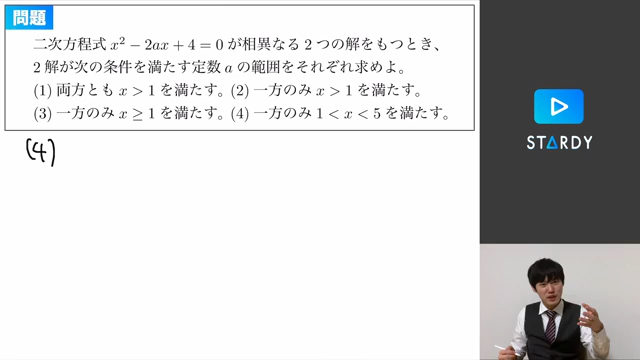 問題
二次方程式 x² − 2ax + 4 = 0 が相異なる 2 つの解をもつとき、
2 解が次の条件を満たす定数 a の範囲をそれぞれ求めよ。
(1) 両方とも x > 1 を満たす。(2) 一方のみ x > 1 を満たす。
(3) 一方のみ x ≥ 1 を満たす。(4) 一方のみ 1 < x < 5 を満たす。
(4)
STARDY